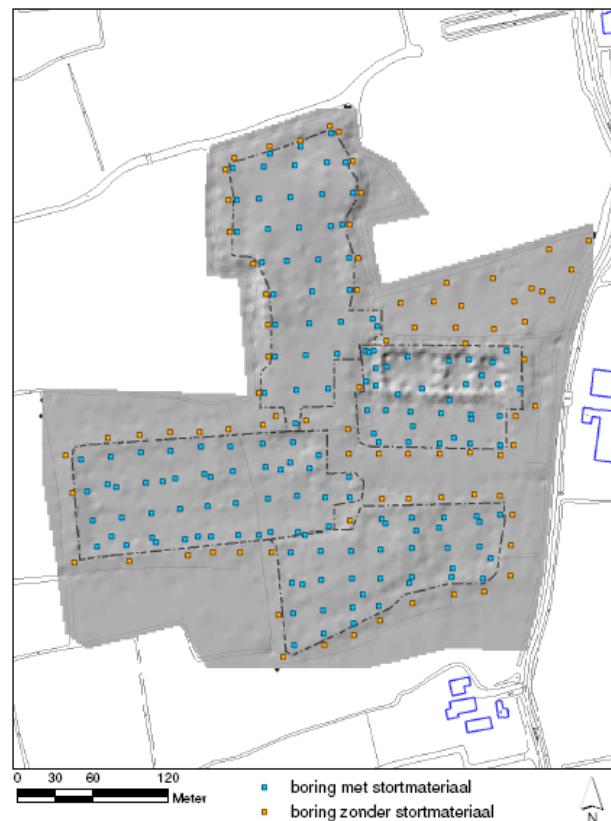 0 30 60 120
Meter
boring met stortmateriaal
boring zonder stortmateriaal
N